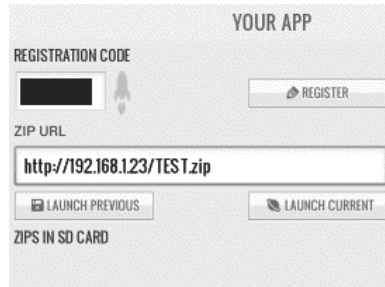 YOUR APP
REGISTRATION CODE
REGISTER
ZIP URL
http://192.168.1.23/TEST.zip
LAUNCH PREVIOUS
LAUNCH CURRENT
ZIPS IN SD CARD